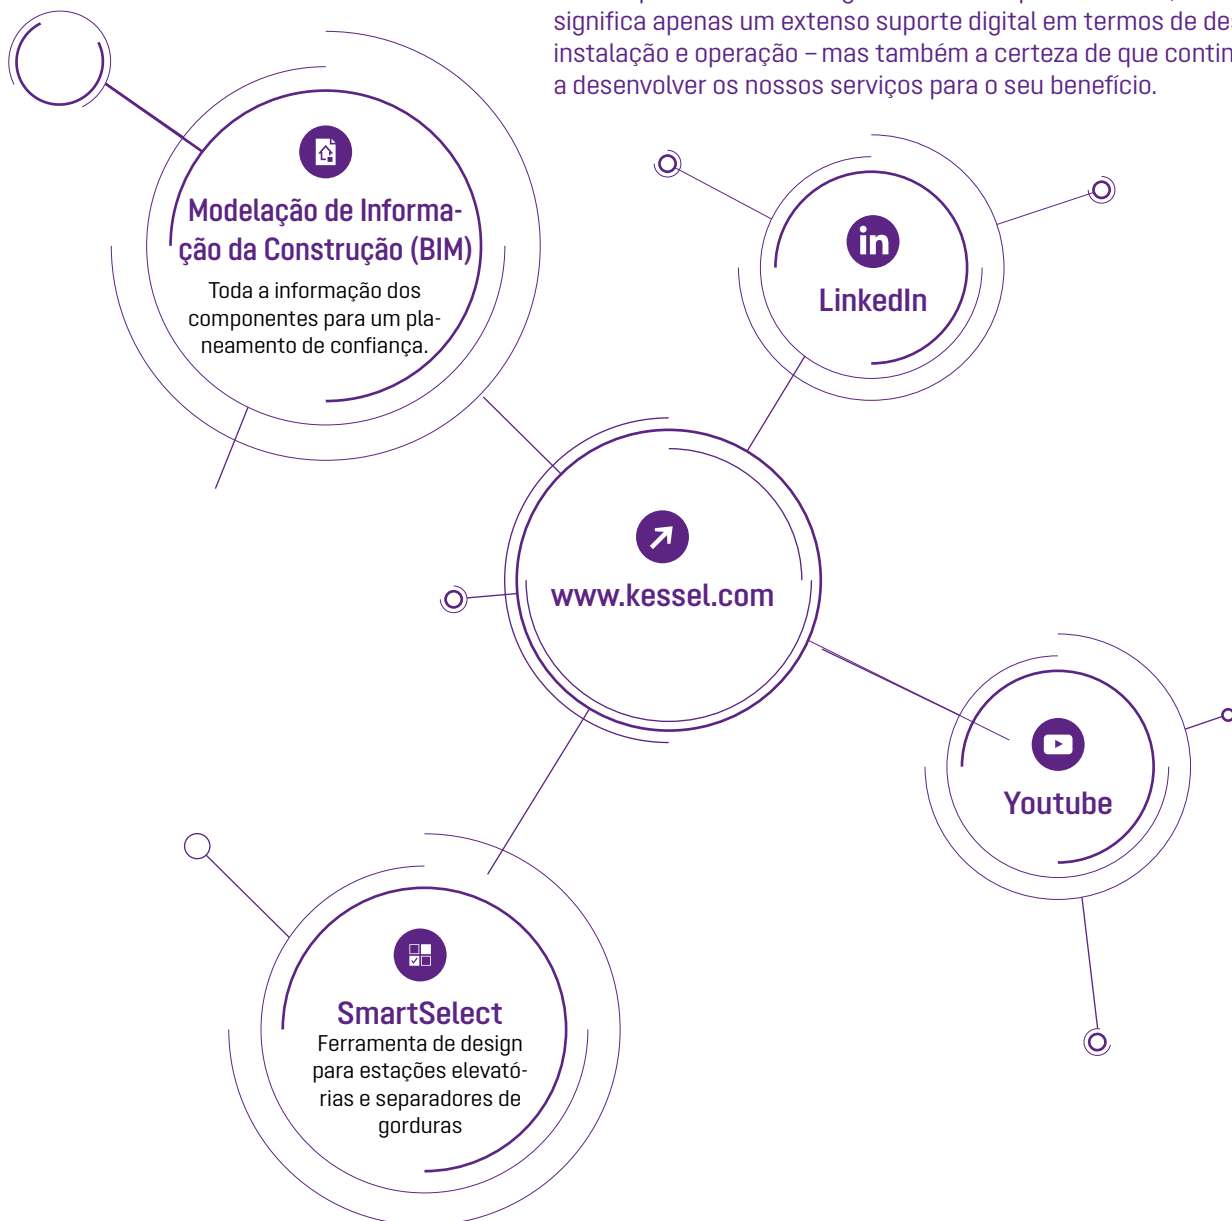 significa apenas um extenso suporte digital em termos de
instalação e operação – mas também a certeza de que
a desenvolver os nossos serviços para o seu benefício.
Modelação de Informa-
ção da Construção (BIM)
Toda a informação dos
componentes para um pla-
neamento de confiança.
in
LinkedIn
www.kessel.com
Youtube
SmartSelect
Ferramenta de design
para estações elevató-
rias e separadores de
gorduras